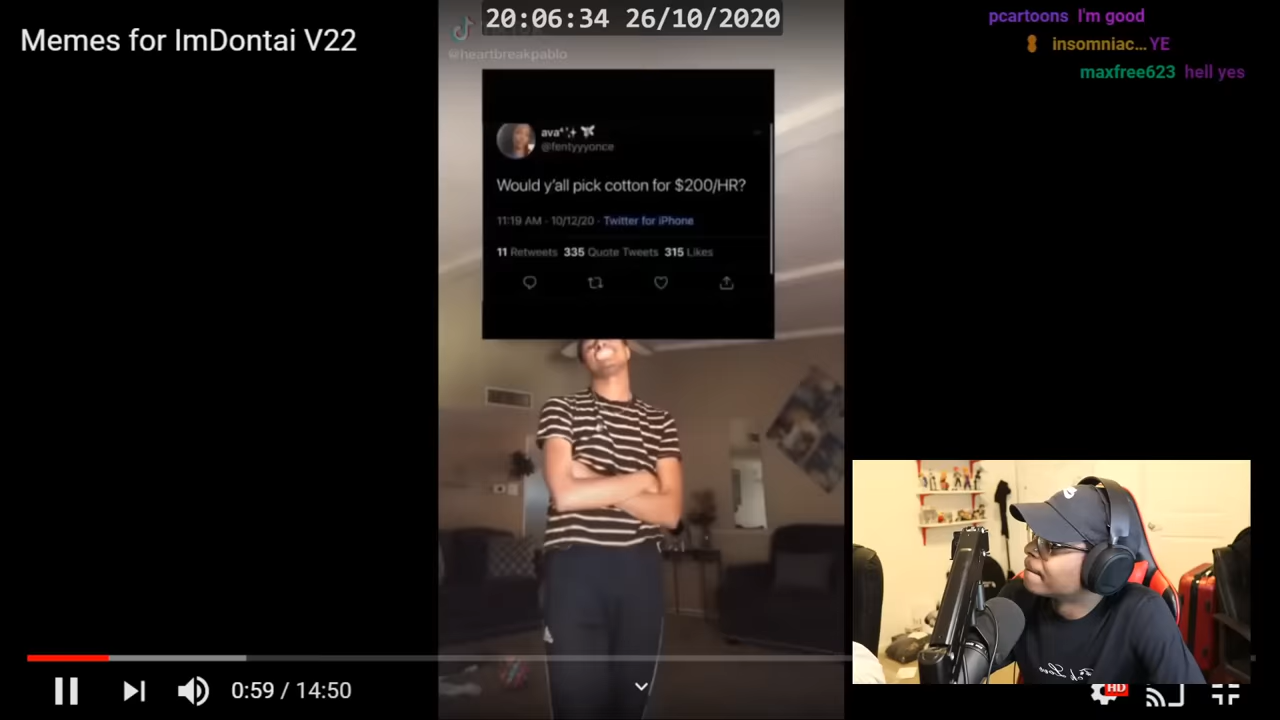 Memes for ImDontai V22
20:06:34 26/10/2020
@heartbreakpablo
pcartoons I'm good
insomniac... YE
maxfree623 hell yes
ava
@fentyyyonce
Would y'all pick cotton for $200/HR?
11:19 AM · 10/12/20 · Twitter for iPhone
11 Retweets 335 Quote Tweets 315 Likes
0:59 / 14:50
HD